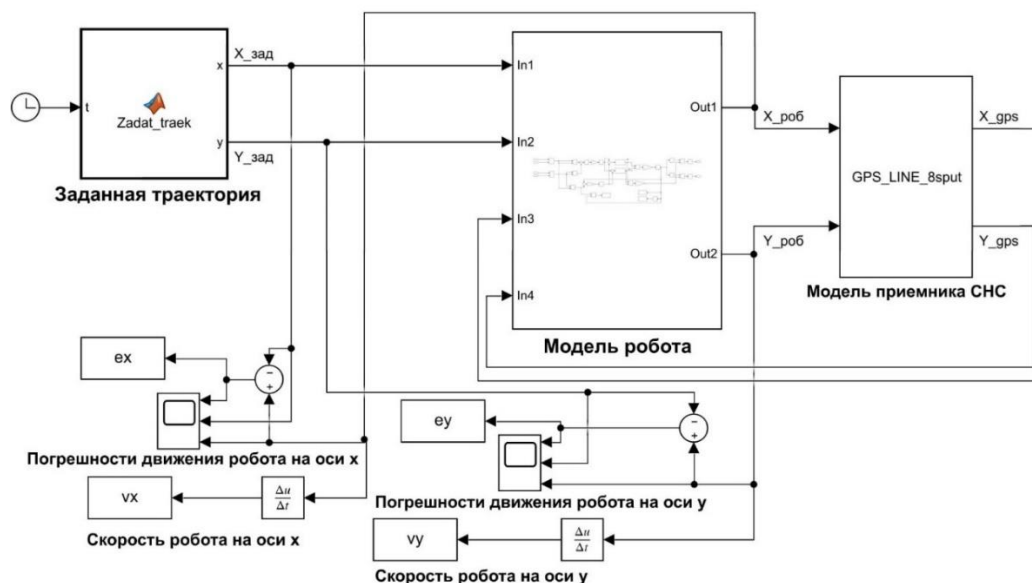 X_зад
x
t
Zadat_traek
y
Y_зад
Заданная траектория
In1
In2
In3
In4
Out1
Out2
Модель робота
X_роб
Y_роб
GPS_LINE_8sput
X_gps
Y_gps
Модель приемника СНС
ex
−
+
Погрешности движения робота на оси x
vx
Δu
Δt
Скорость робота на оси x
ey
−
+
Погрешности движения робота на оси y
vy
Δu
Δt
Скорость робота на оси y